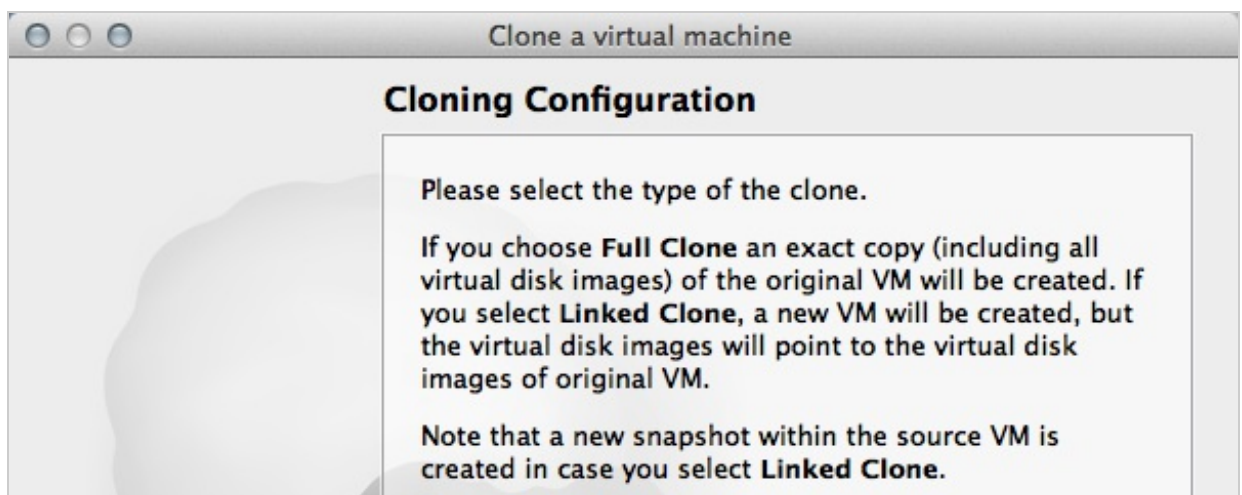 Clone a virtual machine
Cloning Configuration
Please select the type of the clone.
If you choose Full Clone an exact copy (including all
virtual disk images) of the original VM will be created. If
you select Linked Clone, a new VM will be created, but
the virtual disk images will point to the virtual disk
images of original VM.
Note that a new snapshot within the source VM is
created in case you select Linked Clone.